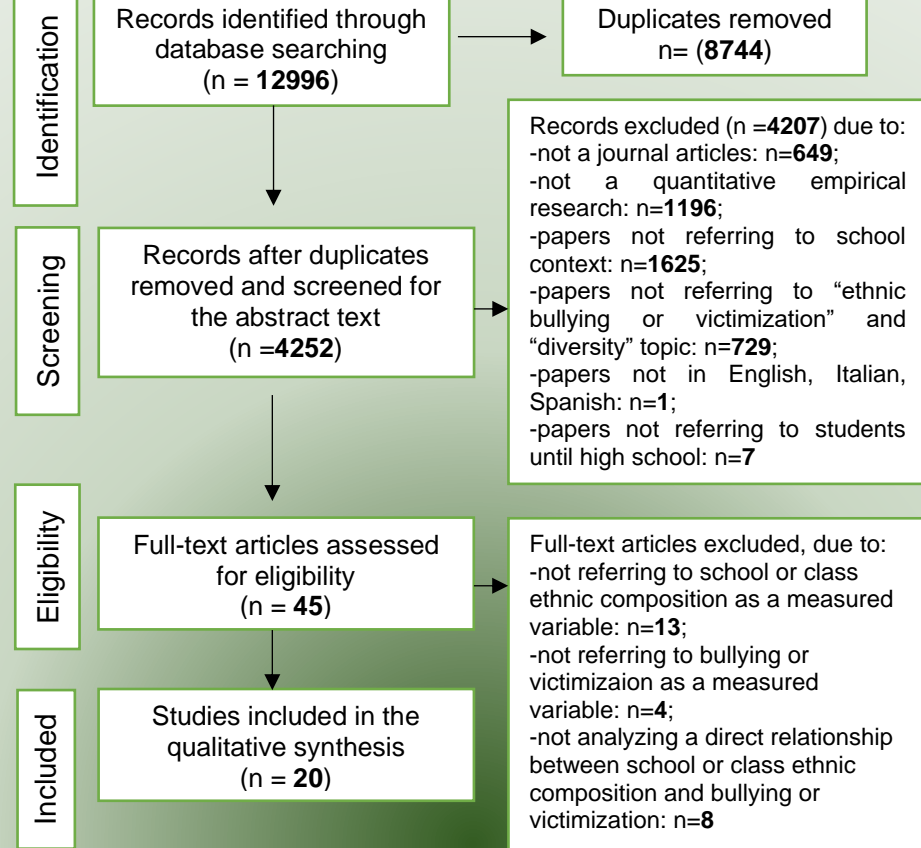 Identification
Records identified through
database searching
(n = 12996)
Duplicates removed
n= (8744)
Screening
Records after duplicates
removed and screened for
the abstract text
(n =4252)
Records excluded (n =4207) due to:
-not a journal articles: n=649;
-not a quantitative empirical
research: n=1196;
-papers not referring to school
context: n=1625;
-papers not referring to “ethnic
bullying or victimization” and
“diversity” topic: n=729;
-papers not in English, Italian,
Spanish: n=1;
-papers not referring to students
until high school: n=7
Eligibility
Full-text articles assessed
for eligibility
(n = 45)
Full-text articles excluded, due to:
-not referring to school or class
ethnic composition as a measured
variable: n=13;
-not referring to bullying or
victimizaion as a measured
variable: n=4;
-not analyzing a direct relationship
between school or class ethnic
composition and bullying or
victimization: n=8
Included
Studies included in the
qualitative synthesis
(n = 20)